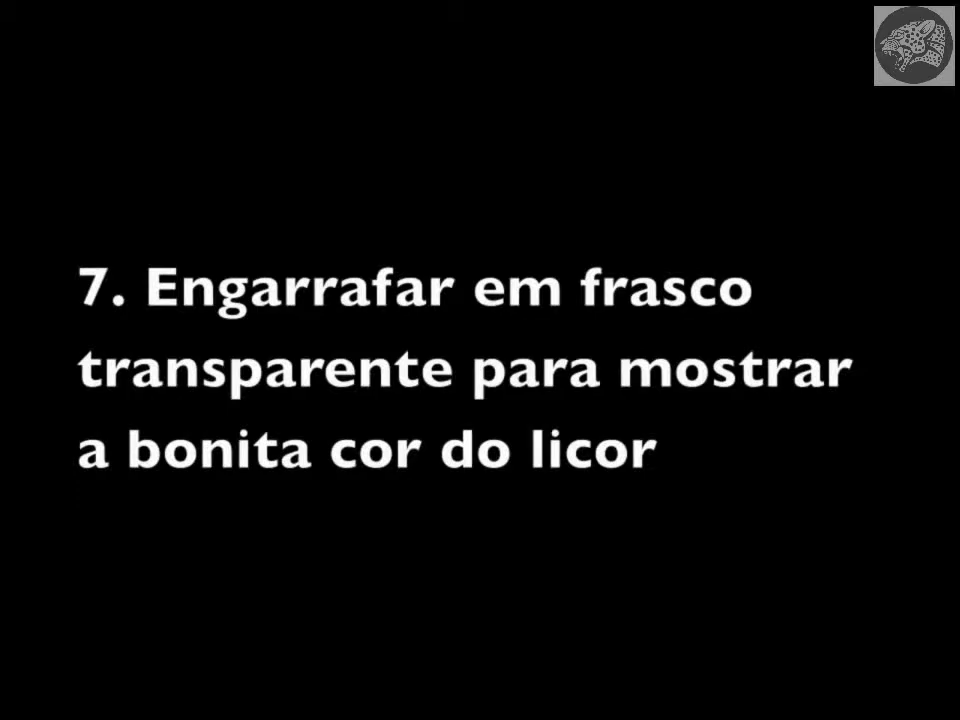 7. Engarrafar em frasco
transparente para mostrar
a bonita cor do licor